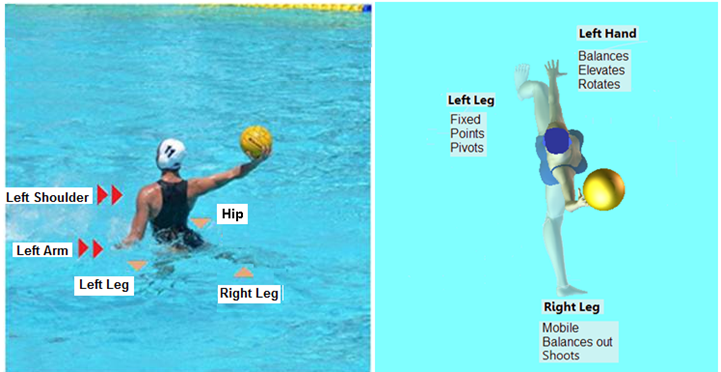 Left Shoulder
Left Arm
Left Leg
Hip
Right Leg
Left Hand
Balances
Elevates
Rotates
Left Leg
Fixed
Points
Pivots
Right Leg
Mobile
Balances out
Shoots